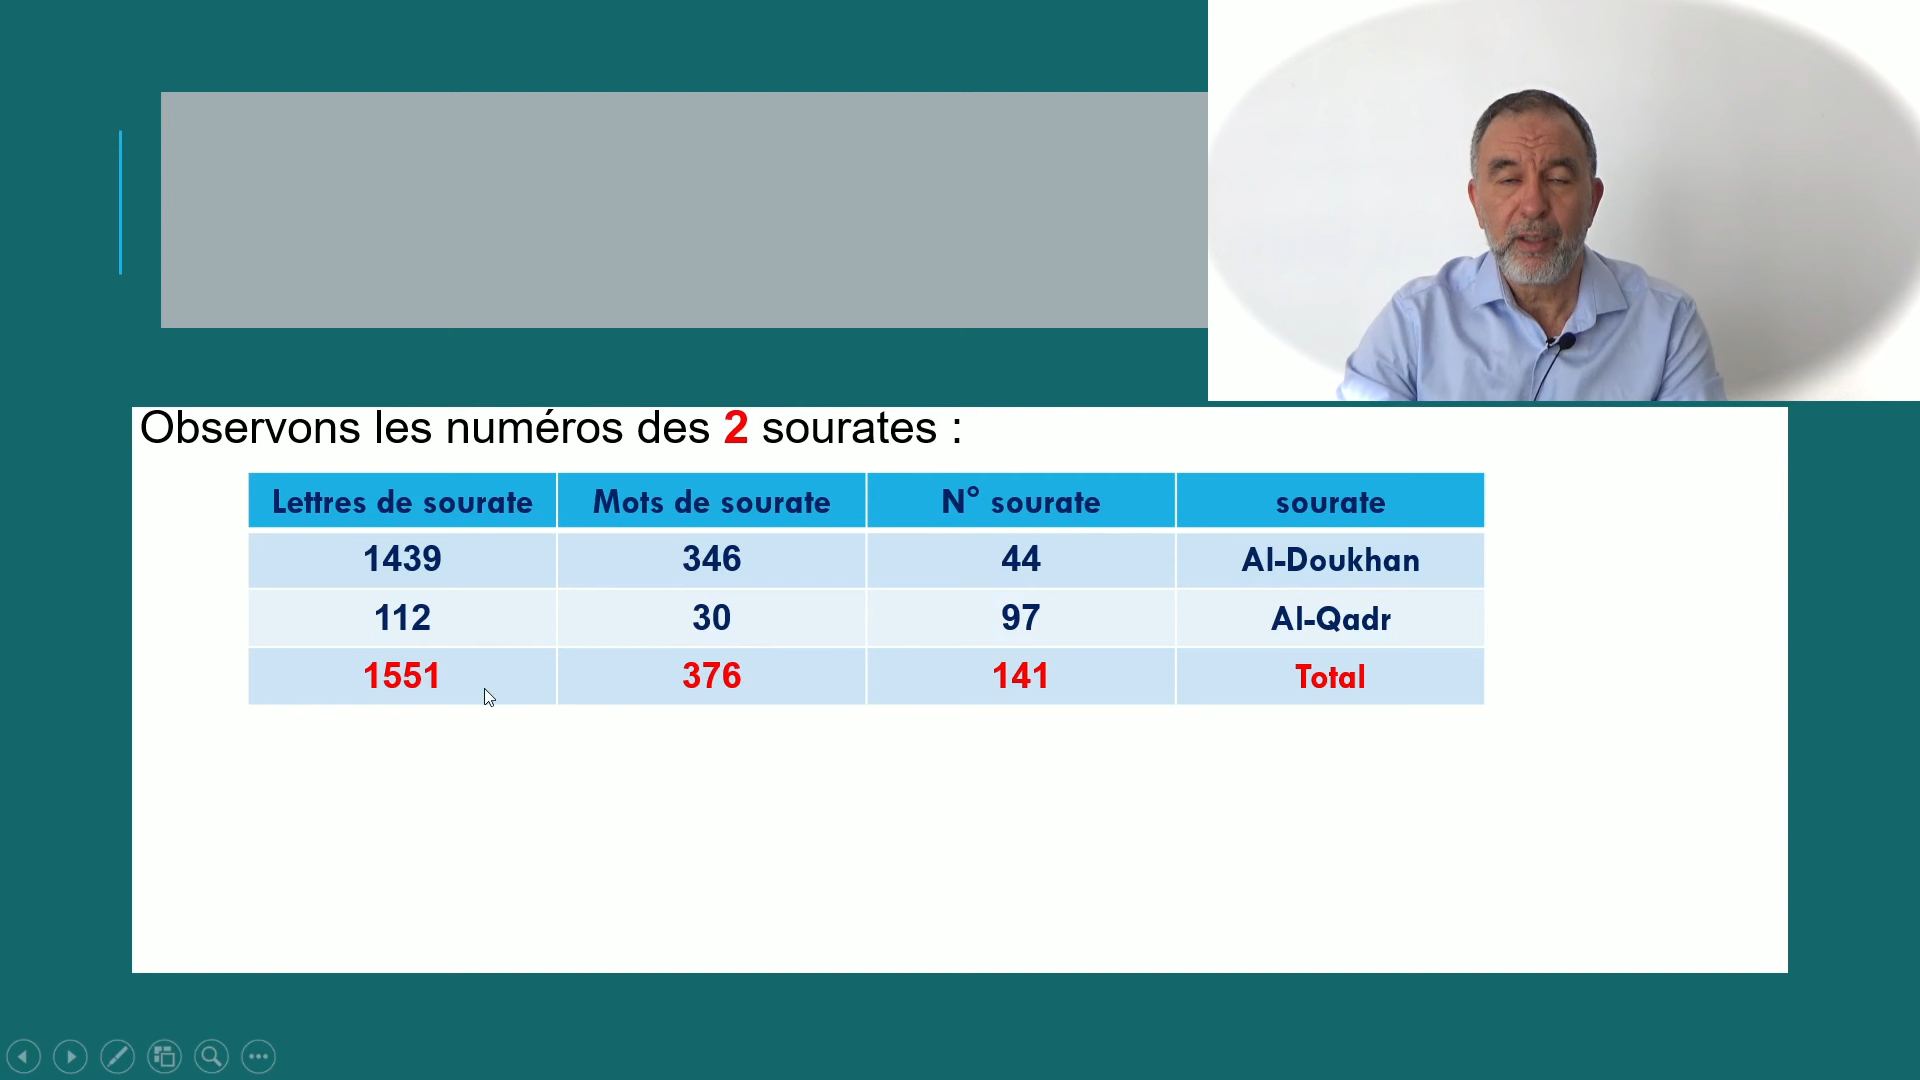 Observons les numéros des 2 sourates :
Lettres de sourate Mots de sourate N° sourate sourate
1439 346 44 Al-Doukhan
112 30 97 Al-Qadr
1551 376 141 Total